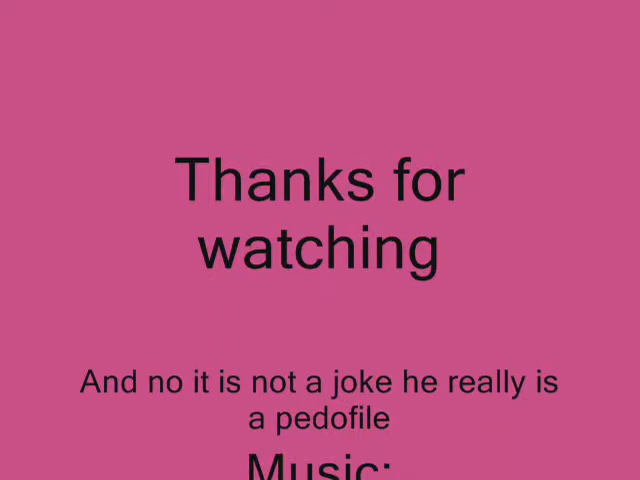 Thanks for
watching
And no it is not a joke he really is
a pedofile
Music: